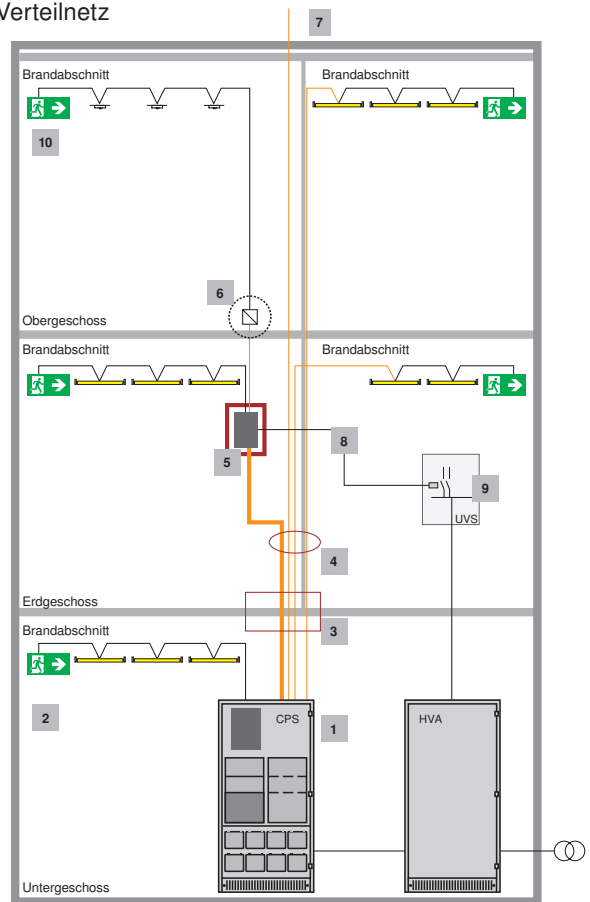 Verteilnetz
7
Brandabschnitt
Brandabschnitt
10
6
Obergeschoss
Brandabschnitt
Brandabschnitt
8
5
9
UVS
4
Erdgeschoss
Brandabschnitt
3
2
CPS
1
HVA
Untergeschoss